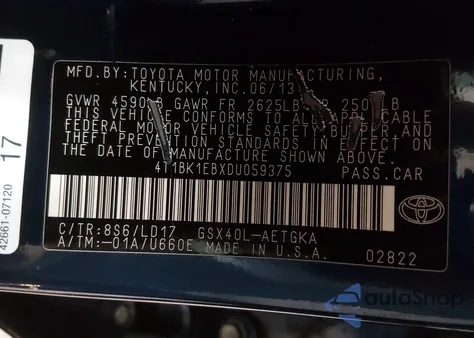 MFD.BY:TOYOTA MOTOR MANUFACTURING,
KENTUCKY, INC. 06/13
GVWR 4590LB GAWR FR 2625LB 2505LB
THIS VEHICLE CONFORMS TO ALL APPLICABLE
FEDERAL MOTOR VEHICLE SAFETY, BUMPER,
AND THEFT PREVENTION STANDARDS IN EFFECT ON
THE DATE OF MANUFACTURE SHOWN ABOVE.
4T1BK1EBXDU059375 PASS.CAR
C/TR:8S6/LD17 GSX40L-AETGKA
A/TM:-01A/U660E MADE IN U.S.A. 02822
TOYOTA
17
42661-07120
autoSnap